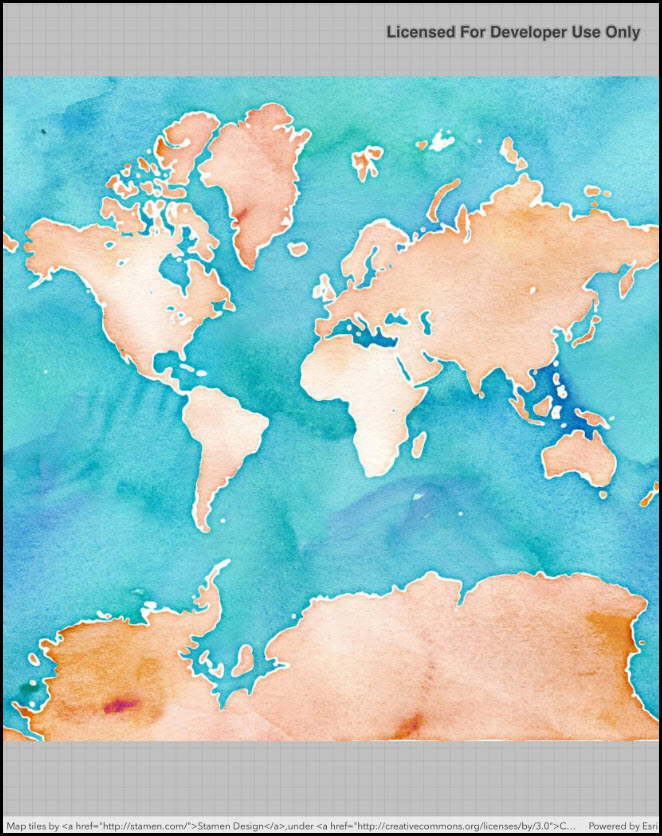 Licensed For Developer Use Only
Map tiles by <a href="http://stamen.com/">Stamen Design</a>,under <a href="http://creativecommons.org/licenses/by/3.0">C... Powered by Esri